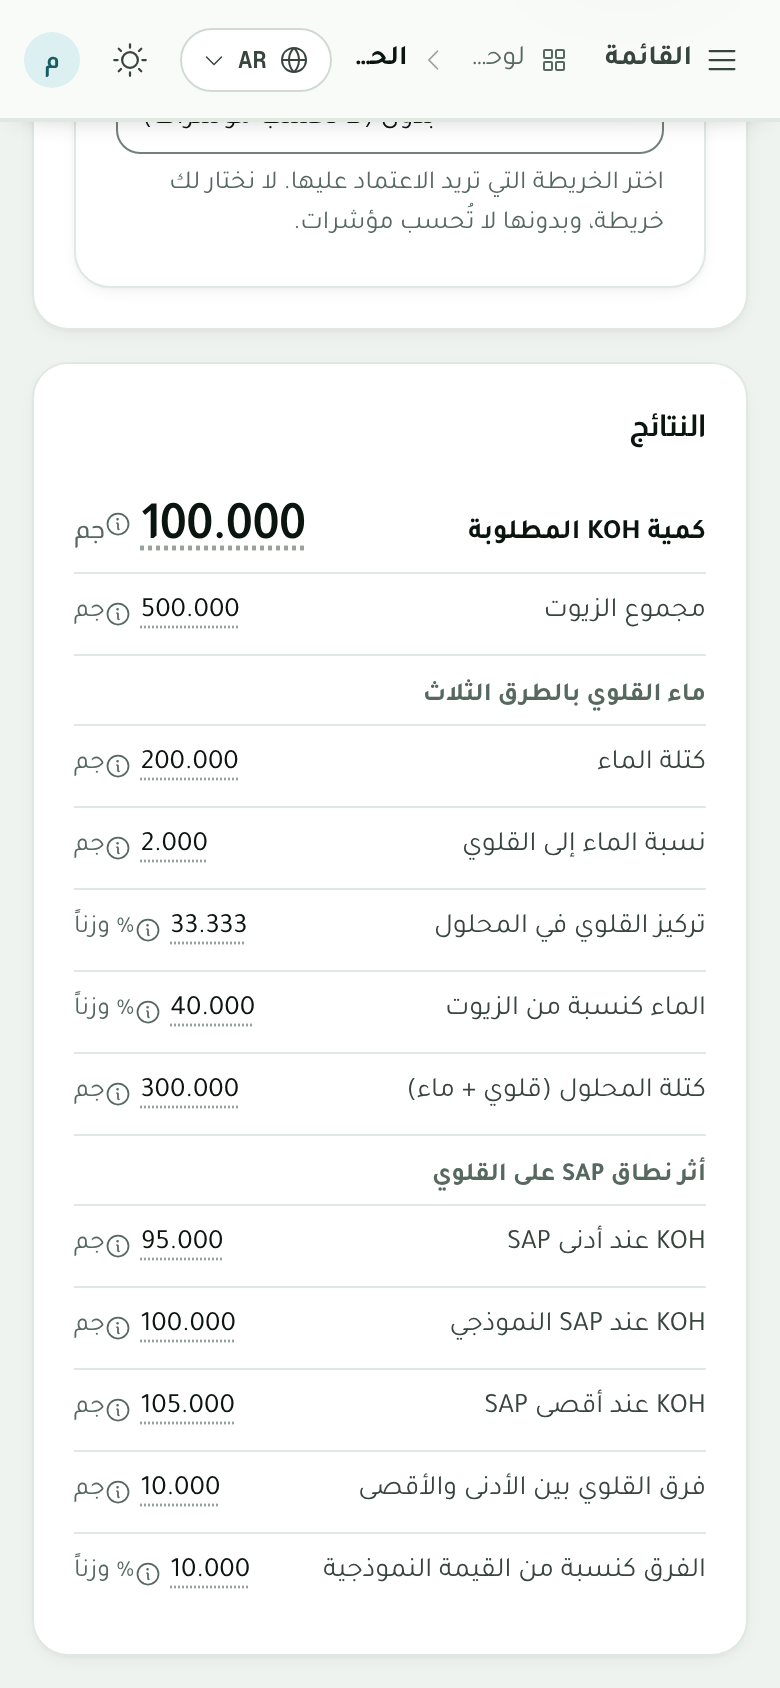 القائمة
لوحـ...
الحـ...
AR
م
اختر الخريطة التي تريد الاعتماد عليها. لا نختار لك
خريطة، وبدونها لا تُحسب مؤشرات.
النتائج
كمية KOH المطلوبة 100.000 جم
مجموع الزيوت 500.000 جم
ماء القلوي بالطرق الثلاث
كتلة الماء 200.000 جم
نسبة الماء إلى القلوي 2.000 جم
تركيز القلوي في المحلول 33.333 % وزناً
الماء كنسبة من الزيوت 40.000 % وزناً
كتلة المحلول (قلوي + ماء) 300.000 جم
أثر نطاق SAP على القلوي
KOH عند أدنى SAP 95.000 جم
KOH عند SAP النموذجي 100.000 جم
KOH عند أقصى SAP 105.000 جم
فرق القلوي بين الأدنى والأقصى 10.000 جم
الفرق كنسبة من القيمة النموذجية 10.000 % وزناً